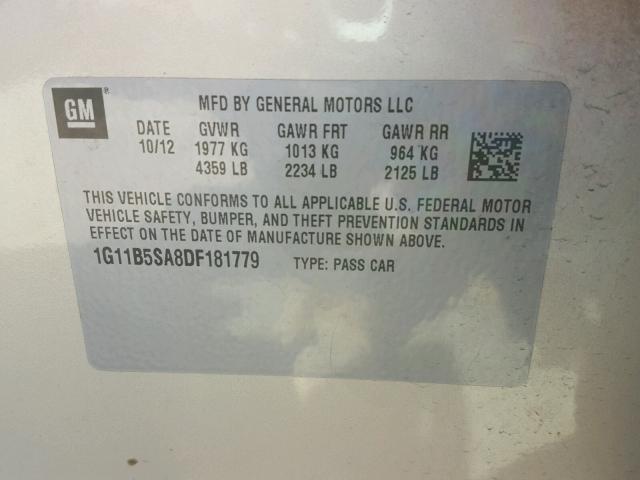 GM ®
MFD BY GENERAL MOTORS LLC
DATE GVWR GAWR FRT GAWR RR
10/12 1977 KG 1013 KG 964 KG
4359 LB 2234 LB 2125 LB
THIS VEHICLE CONFORMS TO ALL APPLICABLE U.S. FEDERAL MOTOR
VEHICLE SAFETY, BUMPER, AND THEFT PREVENTION STANDARDS IN
EFFECT ON THE DATE OF MANUFACTURE SHOWN ABOVE.
1G11B5SA8DF181779 TYPE: PASS CAR